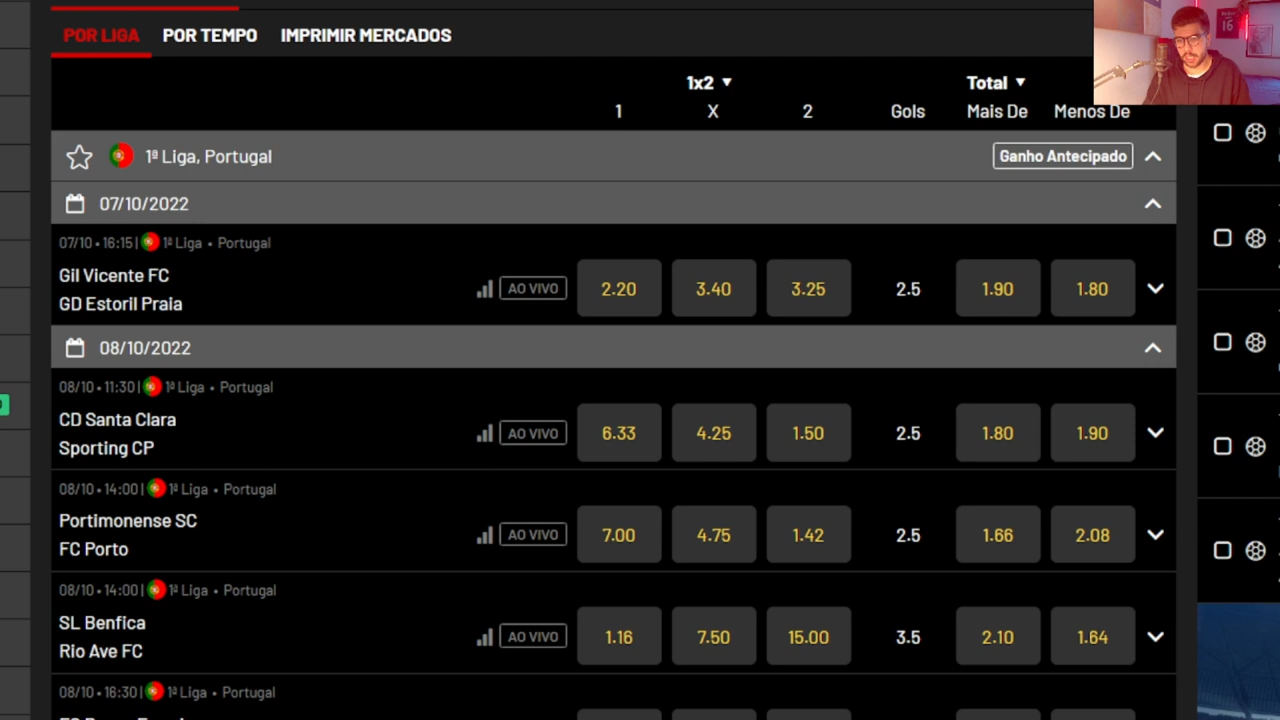 POR LIGA POR TEMPO IMPRIMIR MERCADOS
1x2 ▼ Total ▼
1 X 2 Gols Mais De Menos De
1ª Liga, Portugal Ganho Antecipado
07/10/2022
07/10 • 16:15 | 1ª Liga • Portugal
Gil Vicente FC
GD Estoril Praia
AO VIVO 2.20 3.40 3.25 2.5 1.90 1.80
08/10/2022
08/10 • 11:30 | 1ª Liga • Portugal
CD Santa Clara
Sporting CP
AO VIVO 6.33 4.25 1.50 2.5 1.80 1.90
08/10 • 14:00 | 1ª Liga • Portugal
Portimonense SC
FC Porto
AO VIVO 7.00 4.75 1.42 2.5 1.66 2.08
08/10 • 14:00 | 1ª Liga • Portugal
SL Benfica
Rio Ave FC
AO VIVO 1.16 7.50 15.00 3.5 2.10 1.64
08/10 • 16:30 | 1ª Liga • Portugal
16